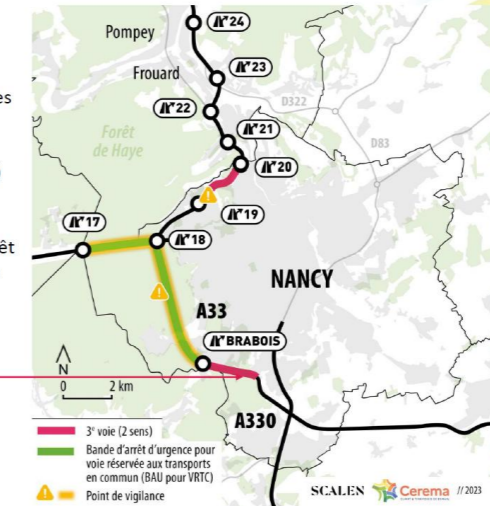 24
Pompey
Frouard
23
D322
22
es
21
Forêt
de Haye
D83
20
19
17
êt
18
NANCY
A33
BRABOIS
N
0 2 km
A330
3e voie (2 sens)
Bande d'arrêt d'urgence pour
voie réservée aux transports
en commun (BAU pour VRTC)
Point de vigilance
SCALEN Cerema // 2023